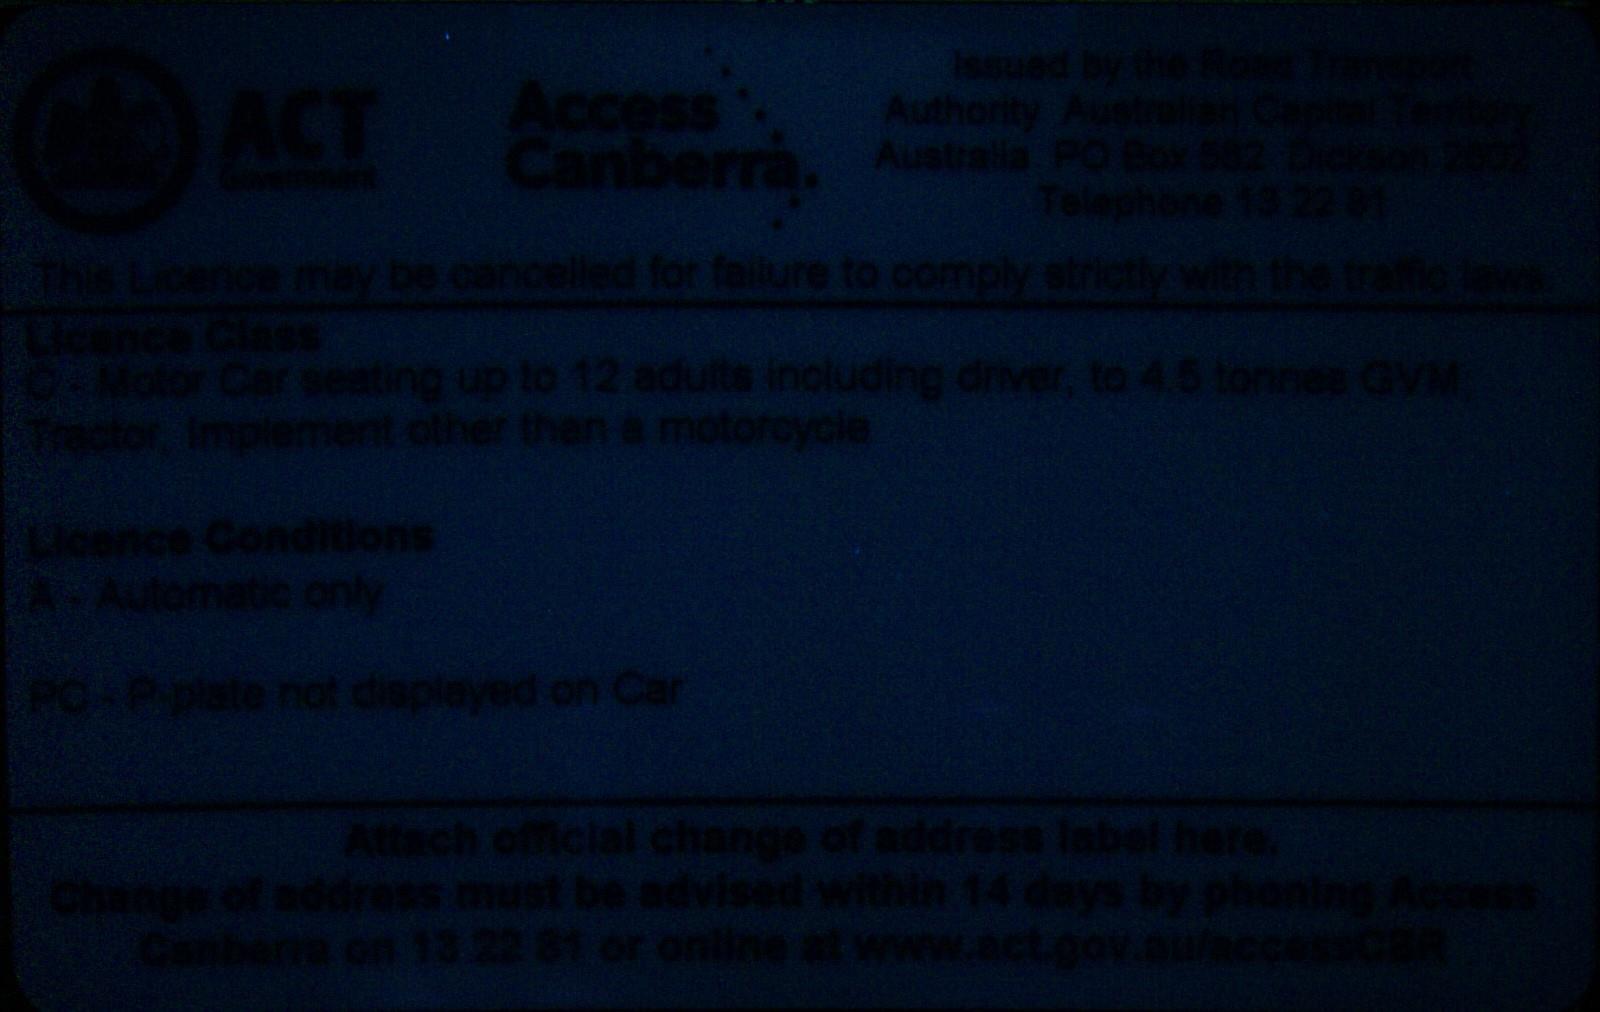 ACT
Government
Access
Canberra.
Issued by the Road Transport
Authority Australian Capital Territory
Australia PO Box 582 Dickson 2602
Telephone 13 22 81
This Licence may be cancelled for failure to comply strictly with the traffic laws.
Licence Class
C - Motor Car seating up to 12 adults including driver, to 4.5 tonnes GVM,
Tractor, Implement other than a motorcycle
Licence Conditions
A - Automatic only
PC - P-plate not displayed on Car
Attach official change of address label here.
Change of address must be advised within 14 days by phoning Access
Canberra on 13 22 81 or online at www.act.gov.au/accessCBR